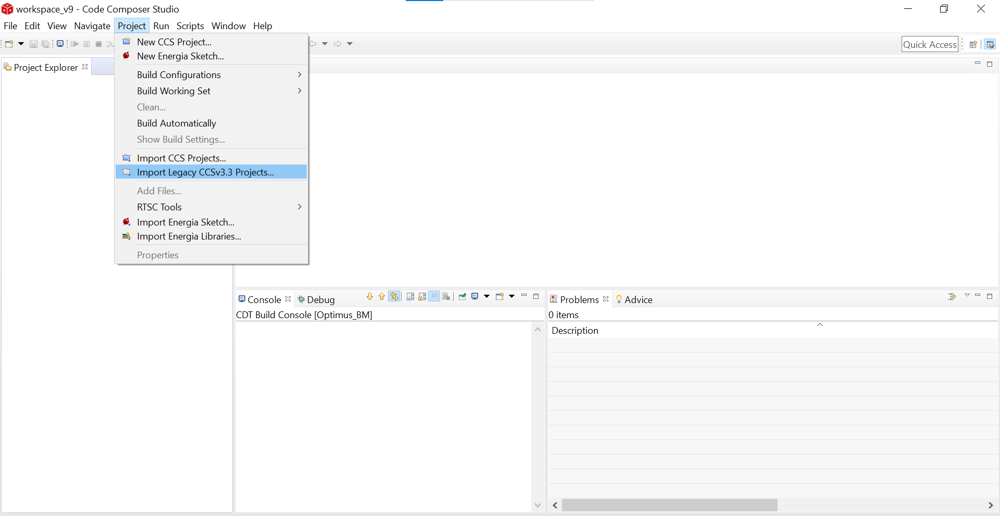 workspace_v9 - Code Composer Studio
File Edit View Navigate Project Run Scripts Window Help
Quick Access
Project Explorer
New CCS Project...
New Energia Sketch...
Build Configurations
Build Working Set
Clean...
Build Automatically
Show Build Settings...
Import CCS Projects...
Import Legacy CCSv3.3 Projects...
Add Files...
RTSC Tools
Import Energia Sketch...
Import Energia Libraries...
Properties
Console Debug
CDT Build Console [Optimus_BM]
Problems Advice
0 items
Description